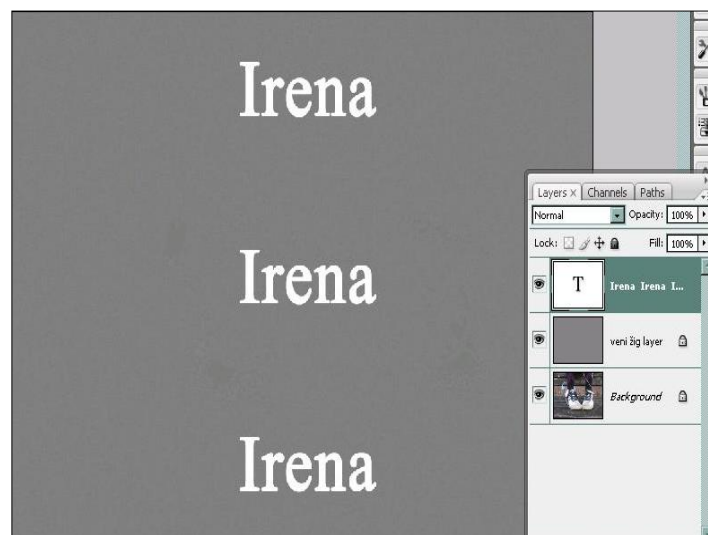 Irena
Irena
Irena
Layers x Channels Paths
Normal Opacity: 100%
Lock: Fill: 100%
T Irena Irena I...
veni žig layer
Background